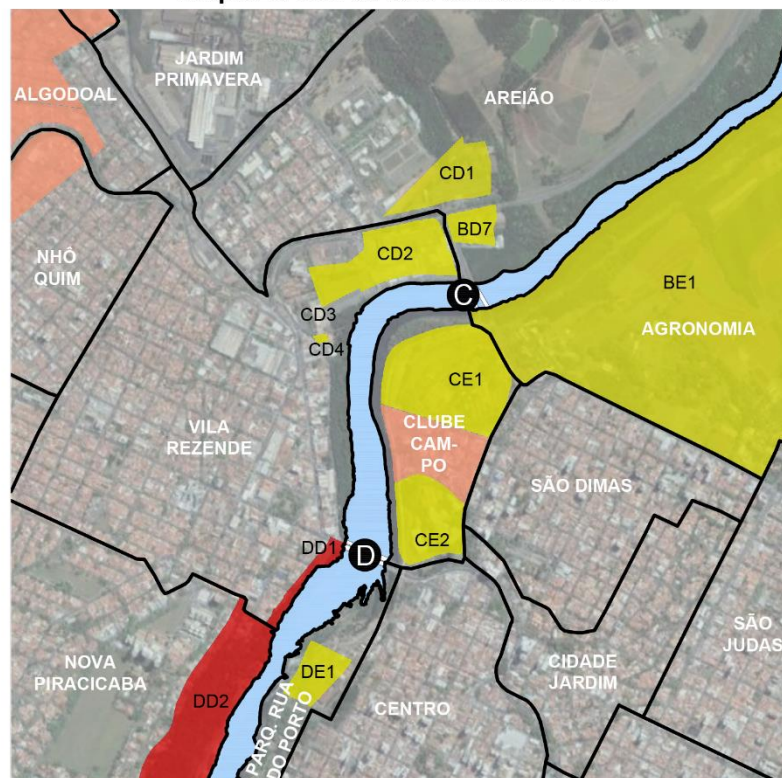 JARDIM
PRIMAVERA
ALGODOAL
AREIÃO
CD1
BD7
CD2
NHÔ
QUIM
C
BE1
CD3
AGRONOMIA
CD4
CE1
CLUBE
CAM-
PO
VILA
REZENDE
SÃO DIMAS
DD1
D
CE2
SÃO
JUDAS
NOVA
PIRACICABA
DE1
CIDADE
JARDIM
DD2
PARQ. RUA
DO PORTO
CENTRO